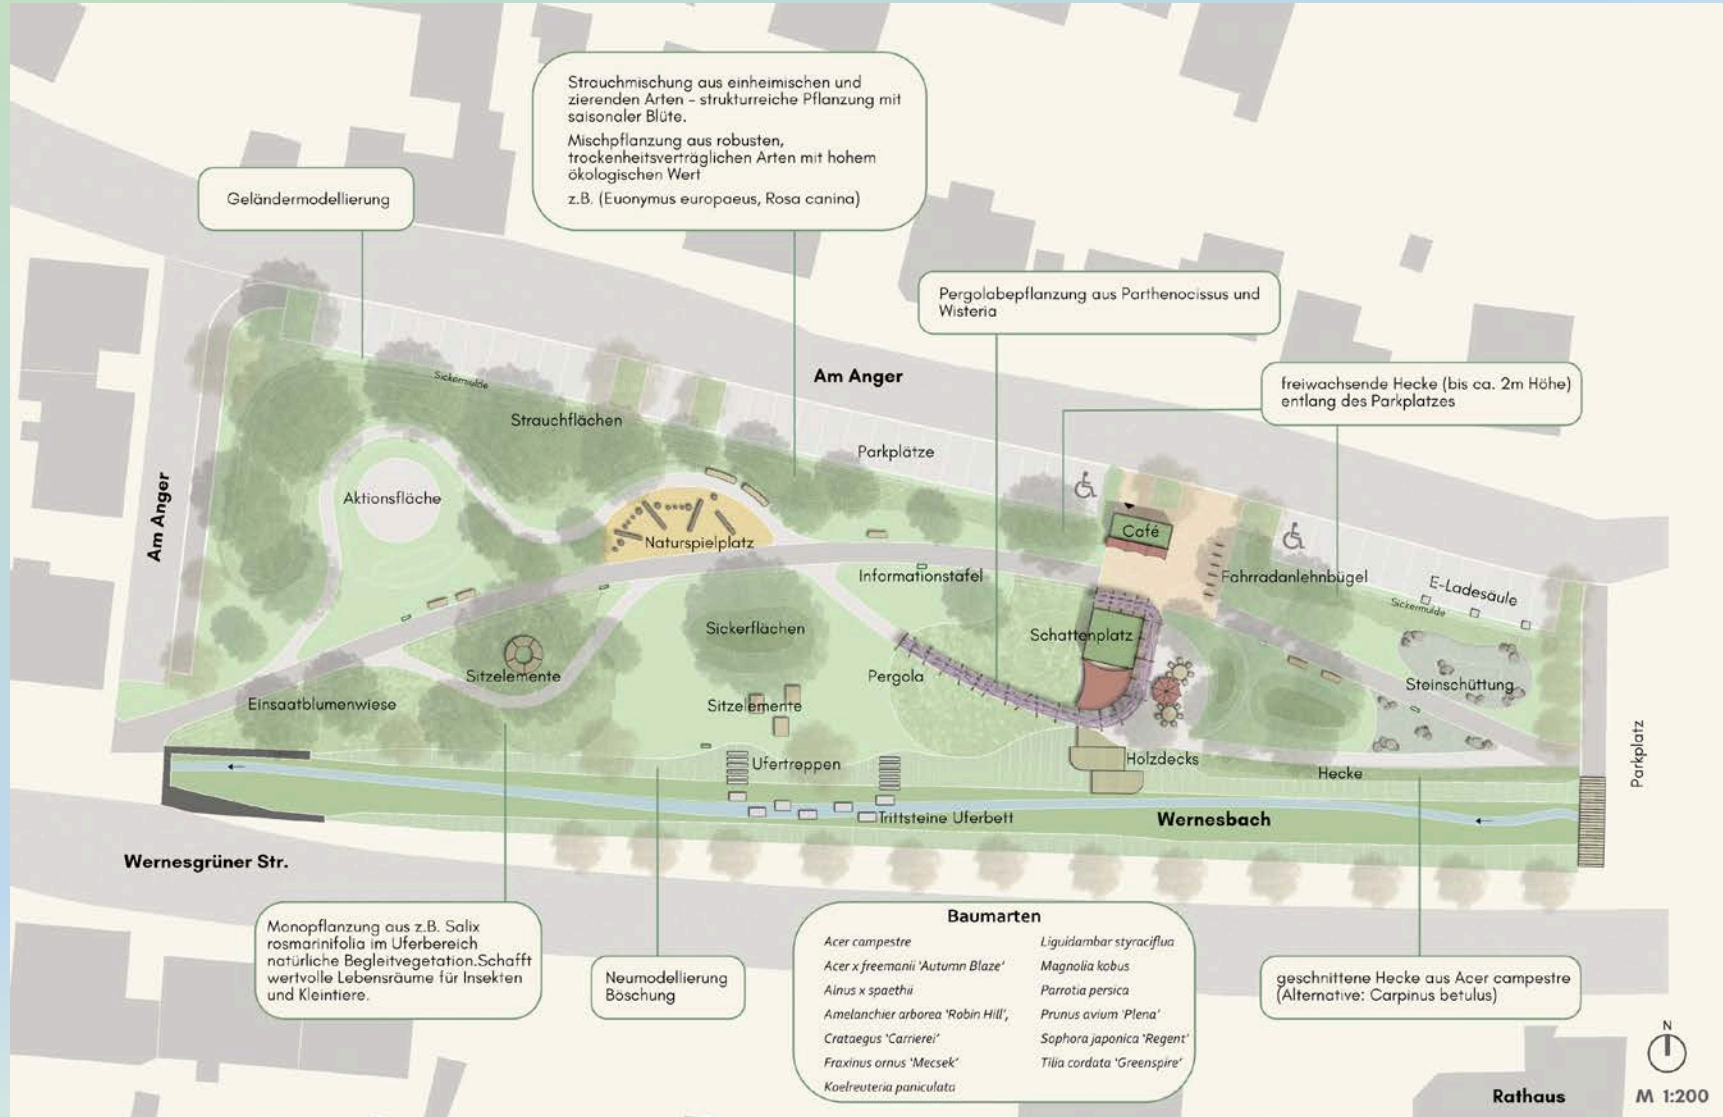 Strauchmischung aus einheimischen und
zierenden Arten – strukturreiche Pflanzung mit
saisonaler Blüte.
Mischpflanzung aus robusten,
trockenheitsverträglichen Arten mit hohem
ökologischen Wert
z.B. (Euonymus europaeus, Rosa canina)
Geländermodellierung
Pergolabepflanzung aus Parthenocissus und
Wisteria
freiwachsende Hecke (bis ca. 2m Höhe)
entlang des Parkplatzes
Am Anger
Sickermulde
Strauchflächen
Parkplätze
Am Anger
Aktionsfläche
Naturspielplatz
Café
Informationstafel
Fahrradanlehnbügel
E-Ladesäule
Sickermulde
Sickerflächen
Schattenplatz
Sitzelemente
Pergola
Steinschüttung
Einsaatblumenwiese
Sitzelemente
Ufertreppen
Holzdecks
Hecke
Parkplatz
Trittsteine Uferbett
Wernesbach
Wernesgrüner Str.
Monopflanzung aus z.B. Salix
rosmarinifolia im Uferbereich
natürliche Begleitvegetation.Schafft
wertvolle Lebensräume für Insekten
und Kleintiere.
Neumodellierung
Böschung
Baumarten
Acer campestre
Acer x freemanii 'Autumn Blaze'
Alnus x spaethii
Amelanchier arborea 'Robin Hill',
Crataegus 'Carrierei'
Fraxinus ornus 'Mecsek'
Koelreuteria paniculata
Liguidambar styraciflua
Magnolia kobus
Parrotia persica
Prunus avium 'Plena'
Sophora japonica 'Regent'
Tilia cordata 'Greenspire'
geschnittene Hecke aus Acer campestre
(Alternative: Carpinus betulus)
N
Rathaus
M 1:200